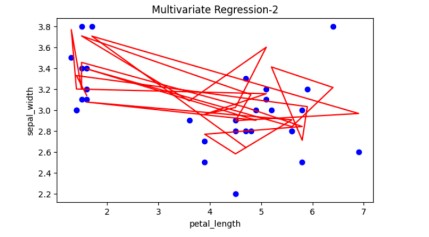 Multivariate Regression-2
3.8
3.6
3.4
3.2
3.0
2.8
2.6
2.4
2.2
sepal_width
2 3 4 5 6 7
petal_length